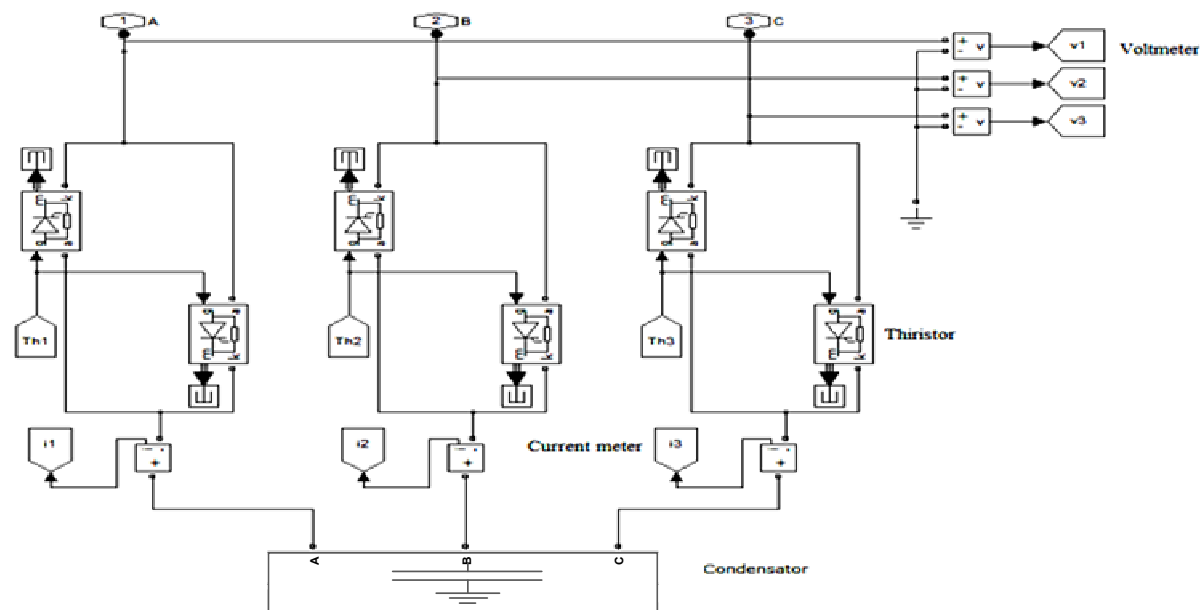 1 A 2 B 3 C
v1 Voltmeter
v2
v3
+ - v
+ - v
+ - v
m k m k m k
g a g a g a
g a g a g a
Th1 Th2 Th3 Thiristor
m k m k m k
i1 i2 Current meter i3
+ - i + - i + - i
A B C
Condensator